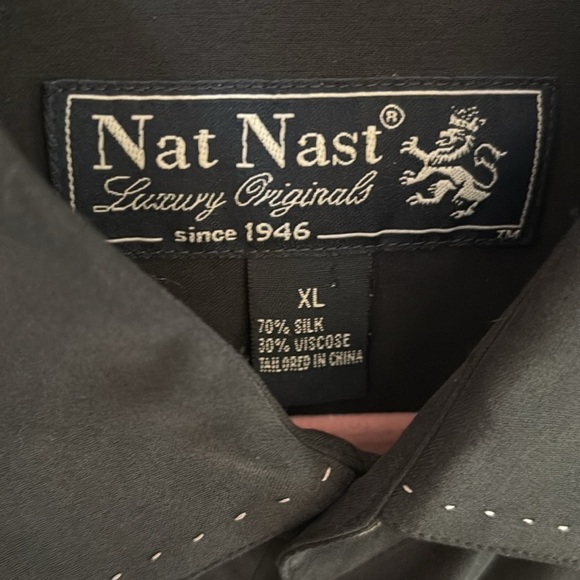 Nat Nast®
Luxury Originals
since 1946
TM
XL
70% SILK
30% VISCOSE
TAILORED IN CHINA